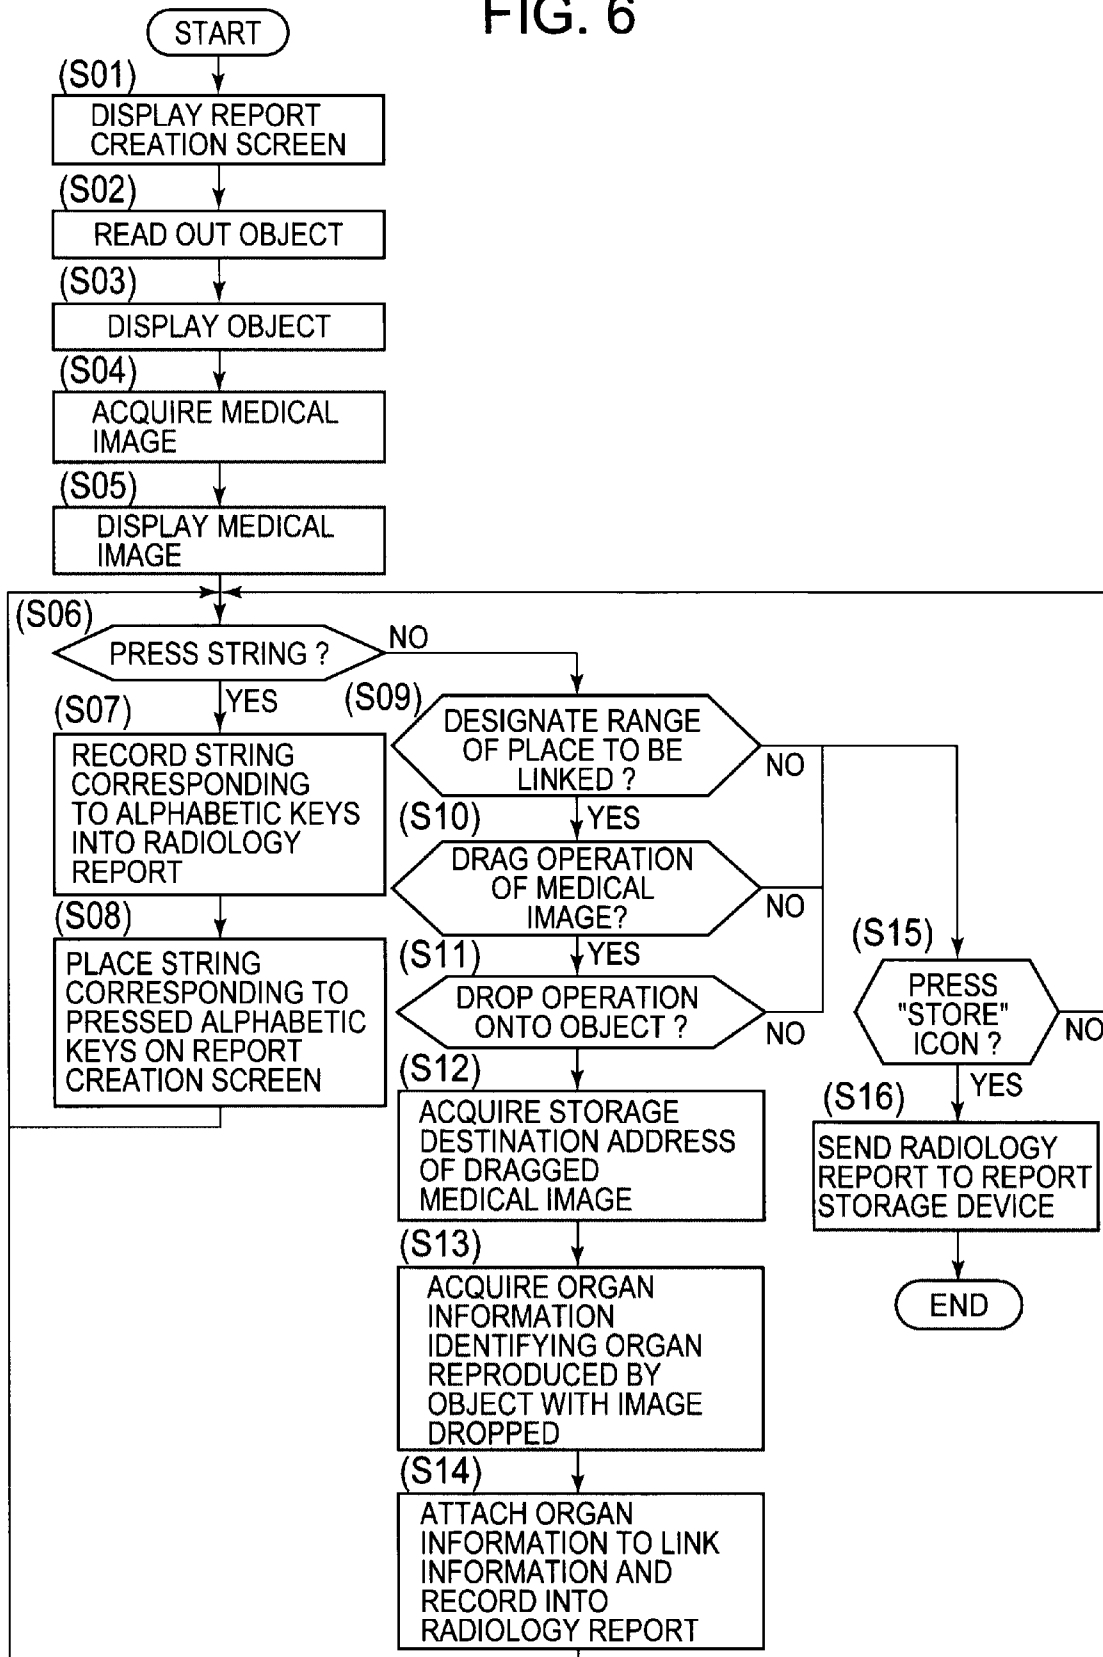 FIG. 6
START
(S01)
DISPLAY REPORT
CREATION SCREEN
(S02)
READ OUT OBJECT
(S03)
DISPLAY OBJECT
(S04)
ACQUIRE MEDICAL
IMAGE
(S05)
DISPLAY MEDICAL
IMAGE
(S06)
PRESS STRING ?
NO
YES
(S07)
RECORD STRING
CORRESPONDING
TO ALPHABETIC KEYS
INTO RADIOLOGY
REPORT
(S08)
PLACE STRING
CORRESPONDING TO
PRESSED ALPHABETIC
KEYS ON REPORT
CREATION SCREEN
(S09)
DESIGNATE RANGE
OF PLACE TO BE
LINKED ?
NO
YES
(S10)
DRAG OPERATION
OF MEDICAL
IMAGE?
NO
YES
(S11)
DROP OPERATION
ONTO OBJECT ?
NO
(S12)
ACQUIRE STORAGE
DESTINATION ADDRESS
OF DRAGGED
MEDICAL IMAGE
(S13)
ACQUIRE ORGAN
INFORMATION
IDENTIFYING ORGAN
REPRODUCED BY
OBJECT WITH IMAGE
DROPPED
(S14)
ATTACH ORGAN
INFORMATION TO LINK
INFORMATION AND
RECORD INTO
RADIOLOGY REPORT
(S15)
PRESS
"STORE"
ICON ?
NO
YES
(S16)
SEND RADIOLOGY
REPORT TO REPORT
STORAGE DEVICE
END